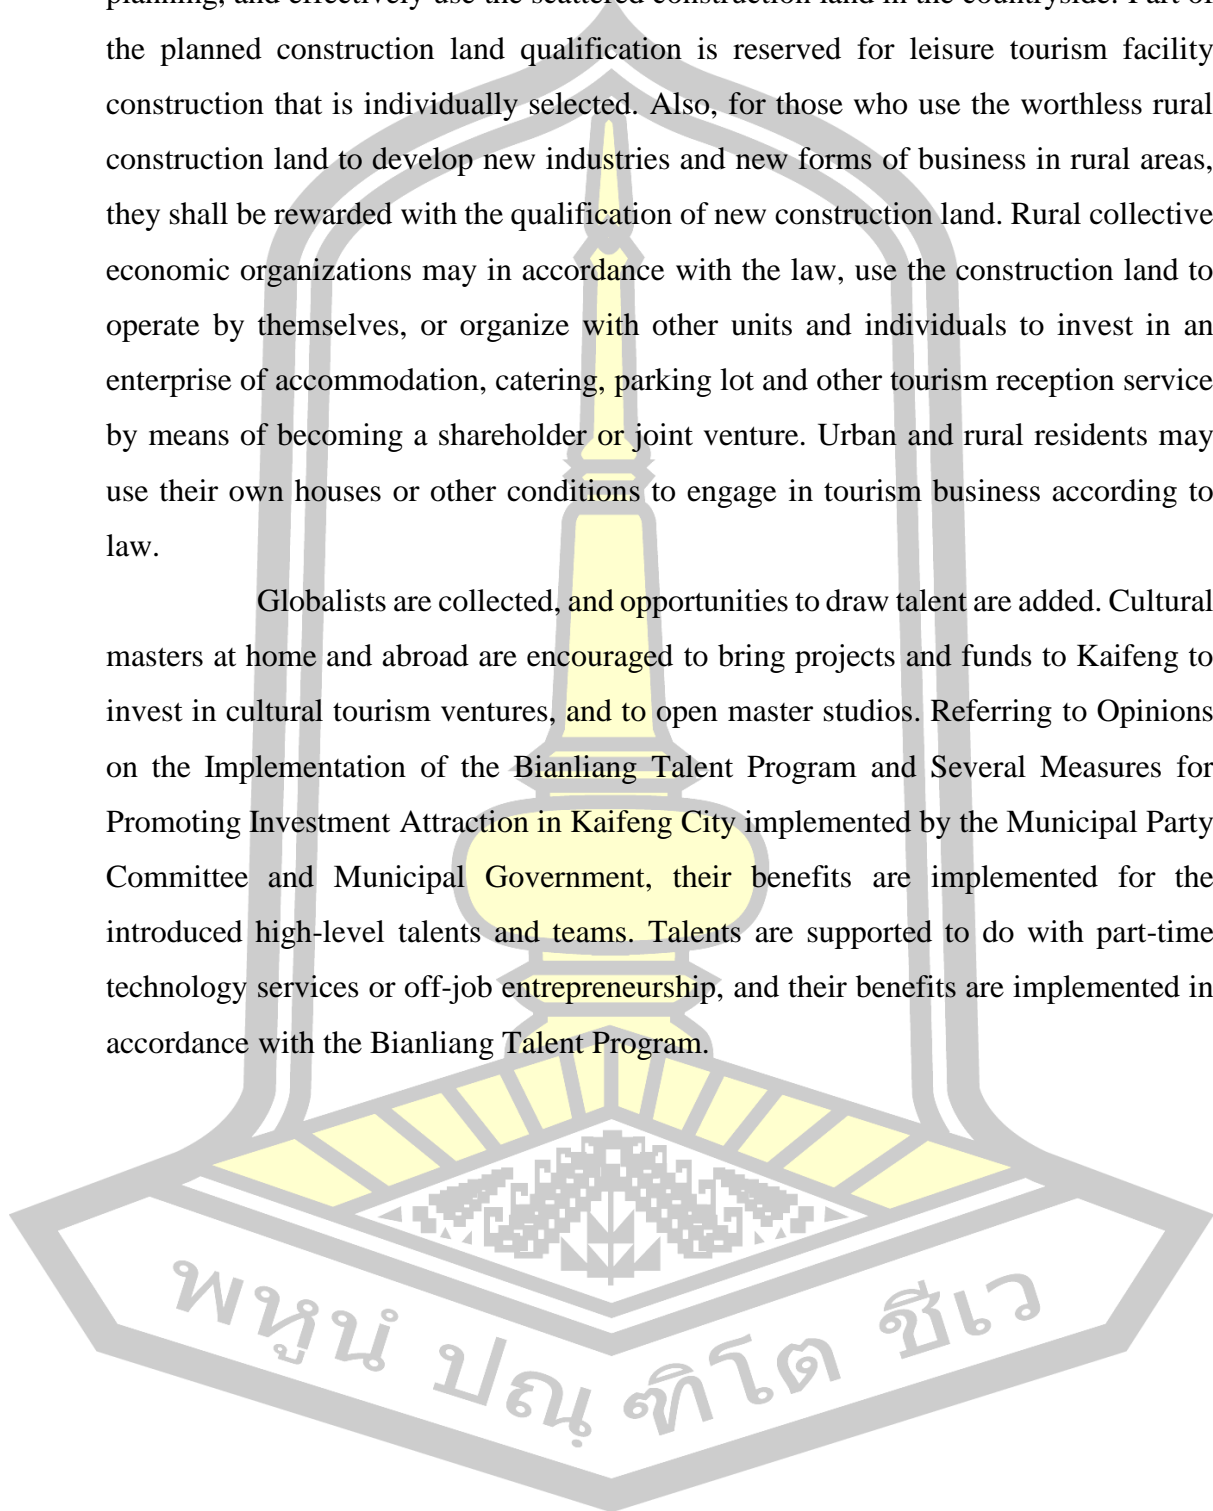 planning, and effectively use the scattered construction land in the countryside. Part of
the planned construction land qualification is reserved for leisure tourism facility
construction that is individually selected. Also, for those who use the worthless rural
construction land to develop new industries and new forms of business in rural areas,
they shall be rewarded with the qualification of new construction land. Rural collective
economic organizations may in accordance with the law, use the construction land to
operate by themselves, or organize with other units and individuals to invest in an
enterprise of accommodation, catering, parking lot and other tourism reception service
by means of becoming a shareholder or joint venture. Urban and rural residents may
use their own houses or other conditions to engage in tourism business according to
law.
Globalists are collected, and opportunities to draw talent are added. Cultural
masters at home and abroad are encouraged to bring projects and funds to Kaifeng to
invest in cultural tourism ventures, and to open master studios. Referring to Opinions
on the Implementation of the Bianliang Talent Program and Several Measures for
Promoting Investment Attraction in Kaifeng City implemented by the Municipal Party
Committee and Municipal Government, their benefits are implemented for the
introduced high-level talents and teams. Talents are supported to do with part-time
technology services or off-job entrepreneurship, and their benefits are implemented in
accordance with the Bianliang Talent Program.
พหูนํ ปณฺฑิโต ชีเว